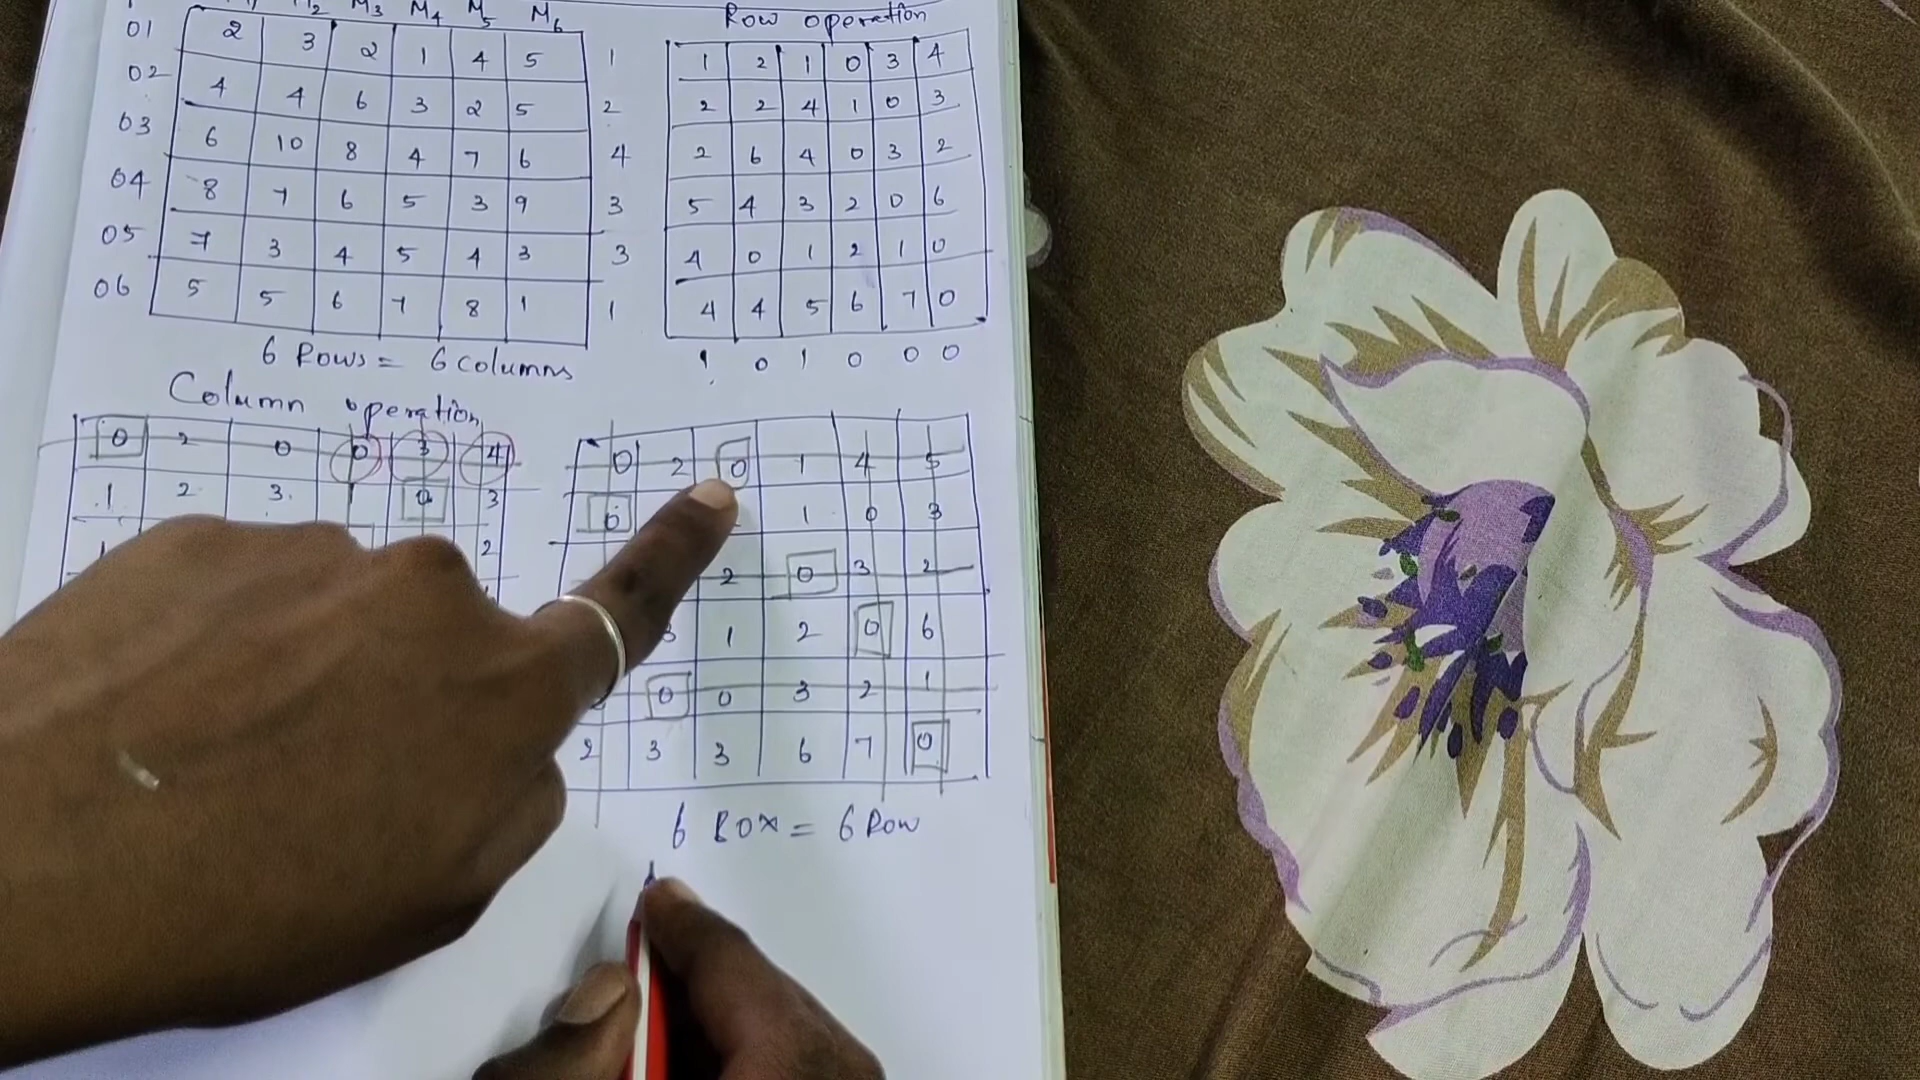 M3 M4 M5 M6
01 2 3 2 1 4 5 1
02 4 4 6 3 2 5 2
03 6 10 8 4 7 6 4
04 8 7 6 5 3 9 3
05 7 3 4 5 4 3 3
06 5 5 6 7 8 1 1
6 Rows = 6 Columns
Row operation
1 2 1 0 3 4
2 2 4 1 0 3
2 6 4 0 3 2
5 4 3 2 0 6
4 0 1 2 1 0
4 4 5 6 7 0
1 0 1 0 0 0
Column operation
0 2 0 0 3 4
1 2 3 1 0 3
1 2
0 2 0 1 4 5
0 1 0 3
2 0 3 2
3 1 2 0 6
0 0 3 2 1
2 3 3 6 7 0
6 BOX = 6 Row